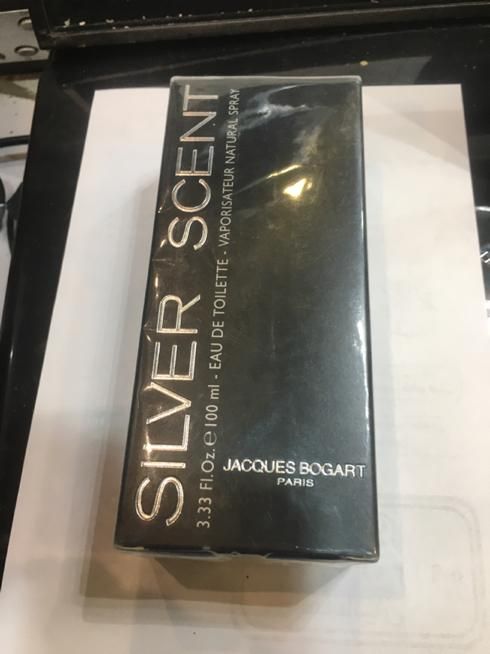 SILVER SCENT
3.33 Fl.Oz. ℮ 100 ml - EAU DE TOILETTE - VAPORISATEUR NATURAL SPRAY
JACQUES BOGART
PARIS